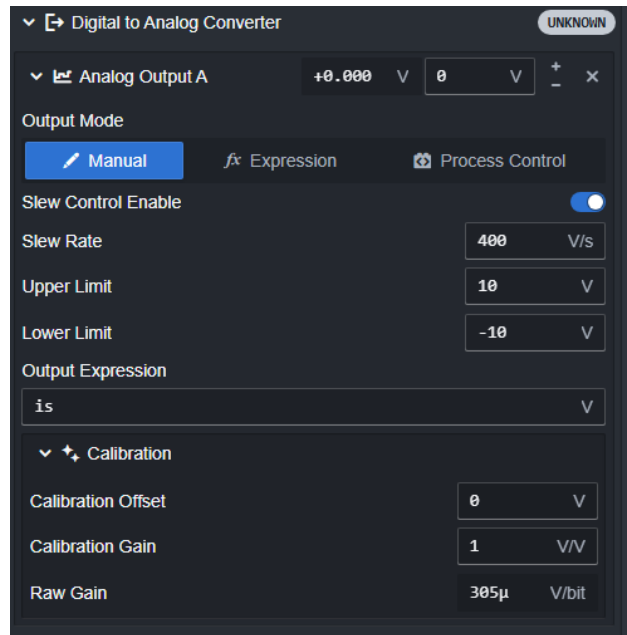 Digital to Analog Converter UNKNOWN
Analog Output A +0.000 V 0 V + − ×
Output Mode
Manual fx Expression Process Control
Slew Control Enable
Slew Rate 400 V/s
Upper Limit 10 V
Lower Limit -10 V
Output Expression
is V
Calibration
Calibration Offset 0 V
Calibration Gain 1 V/V
Raw Gain 305µ V/bit